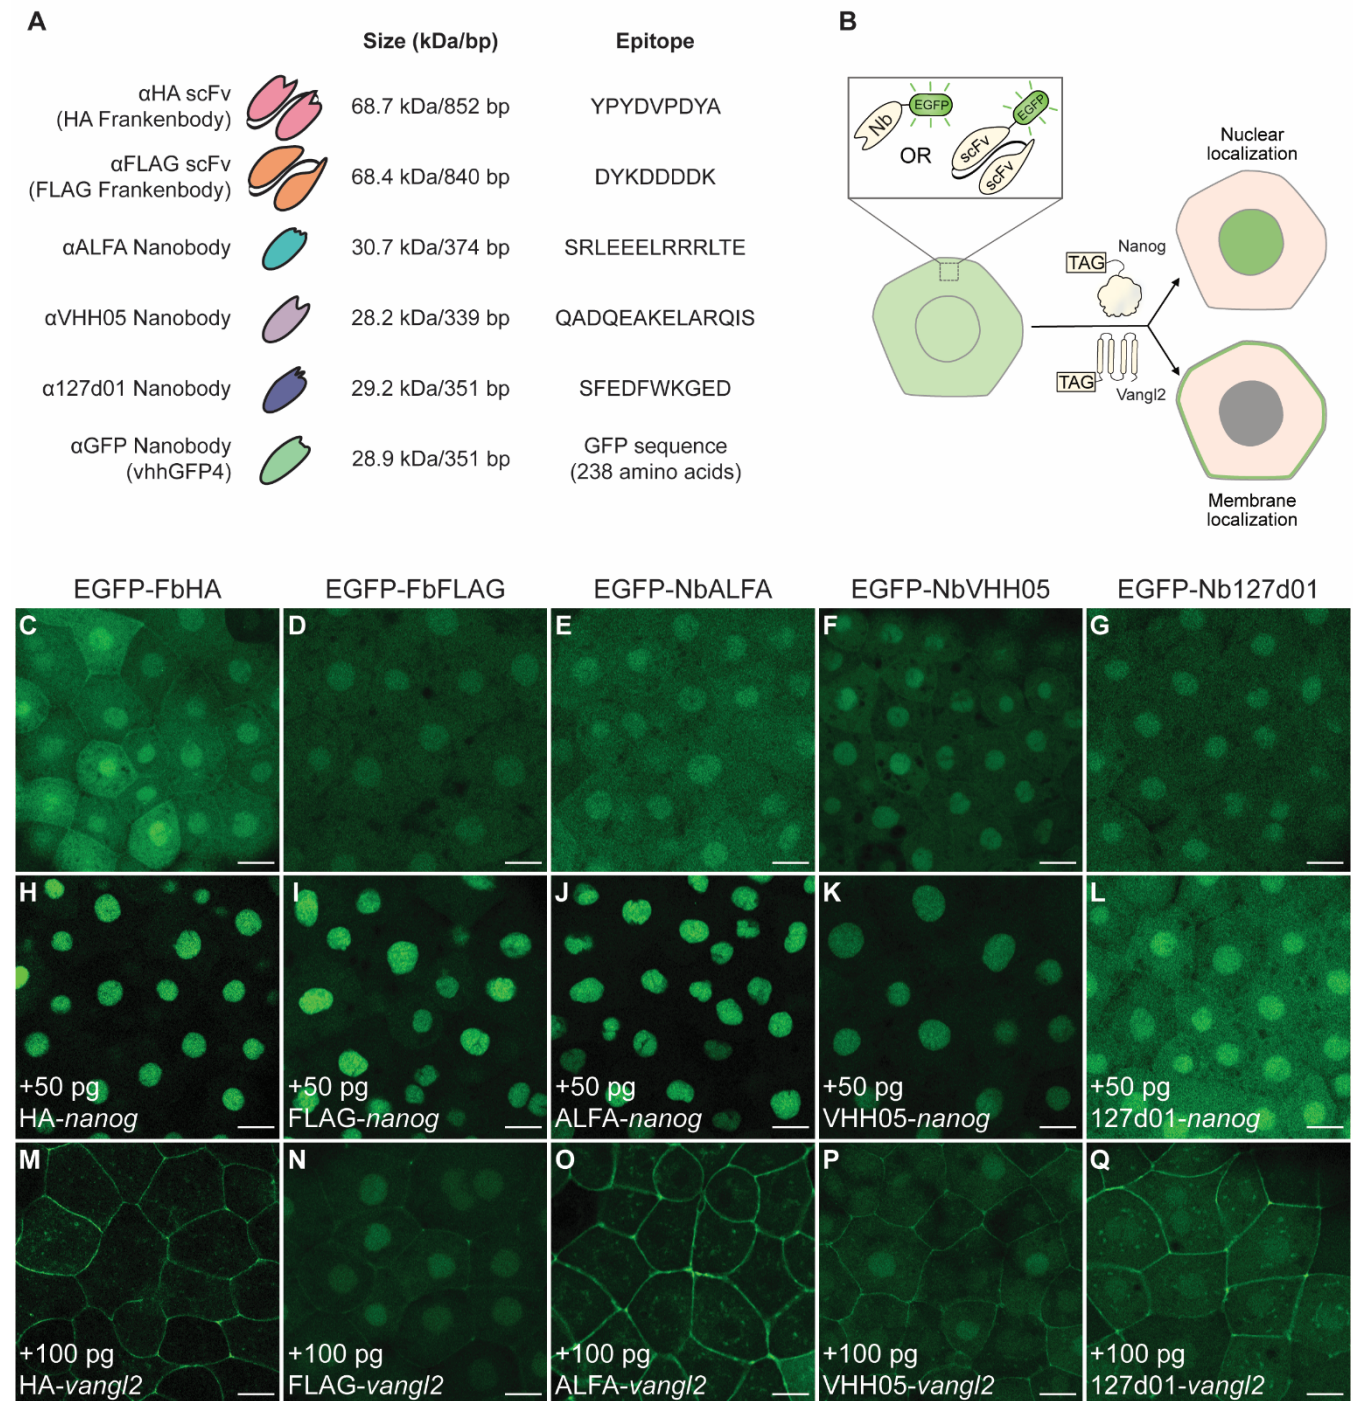 A
Size (kDa/bp)
Epitope
αHA scFv
(HA Frankenbody)
68.7 kDa/852 bp
YPYDVPDYA
αFLAG scFv
(FLAG Frankenbody)
68.4 kDa/840 bp
DYKDDDDK
αALFA Nanobody
30.7 kDa/374 bp
SRLEEELRRRLTE
αVHH05 Nanobody
28.2 kDa/339 bp
QADQEAKELARQIS
α127d01 Nanobody
29.2 kDa/351 bp
SFEDFWKGED
αGFP Nanobody
(vhhGFP4)
28.9 kDa/351 bp
GFP sequence
(238 amino acids)
B
Nb
EGFP
OR
EGFP
scFv
scFv
Nuclear
localization
Nanog
TAG
TAG
Vangl2
Membrane
localization
EGFP-FbHA
EGFP-FbFLAG
EGFP-NbALFA
EGFP-NbVHH05
EGFP-Nb127d01
C
D
E
F
G
H
+50 pg
HA-nanog
I
+50 pg
FLAG-nanog
J
+50 pg
ALFA-nanog
K
+50 pg
VHH05-nanog
L
+50 pg
127d01-nanog
M
+100 pg
HA-vangl2
N
+100 pg
FLAG-vangl2
O
+100 pg
ALFA-vangl2
P
+100 pg
VHH05-vangl2
Q
+100 pg
127d01-vangl2